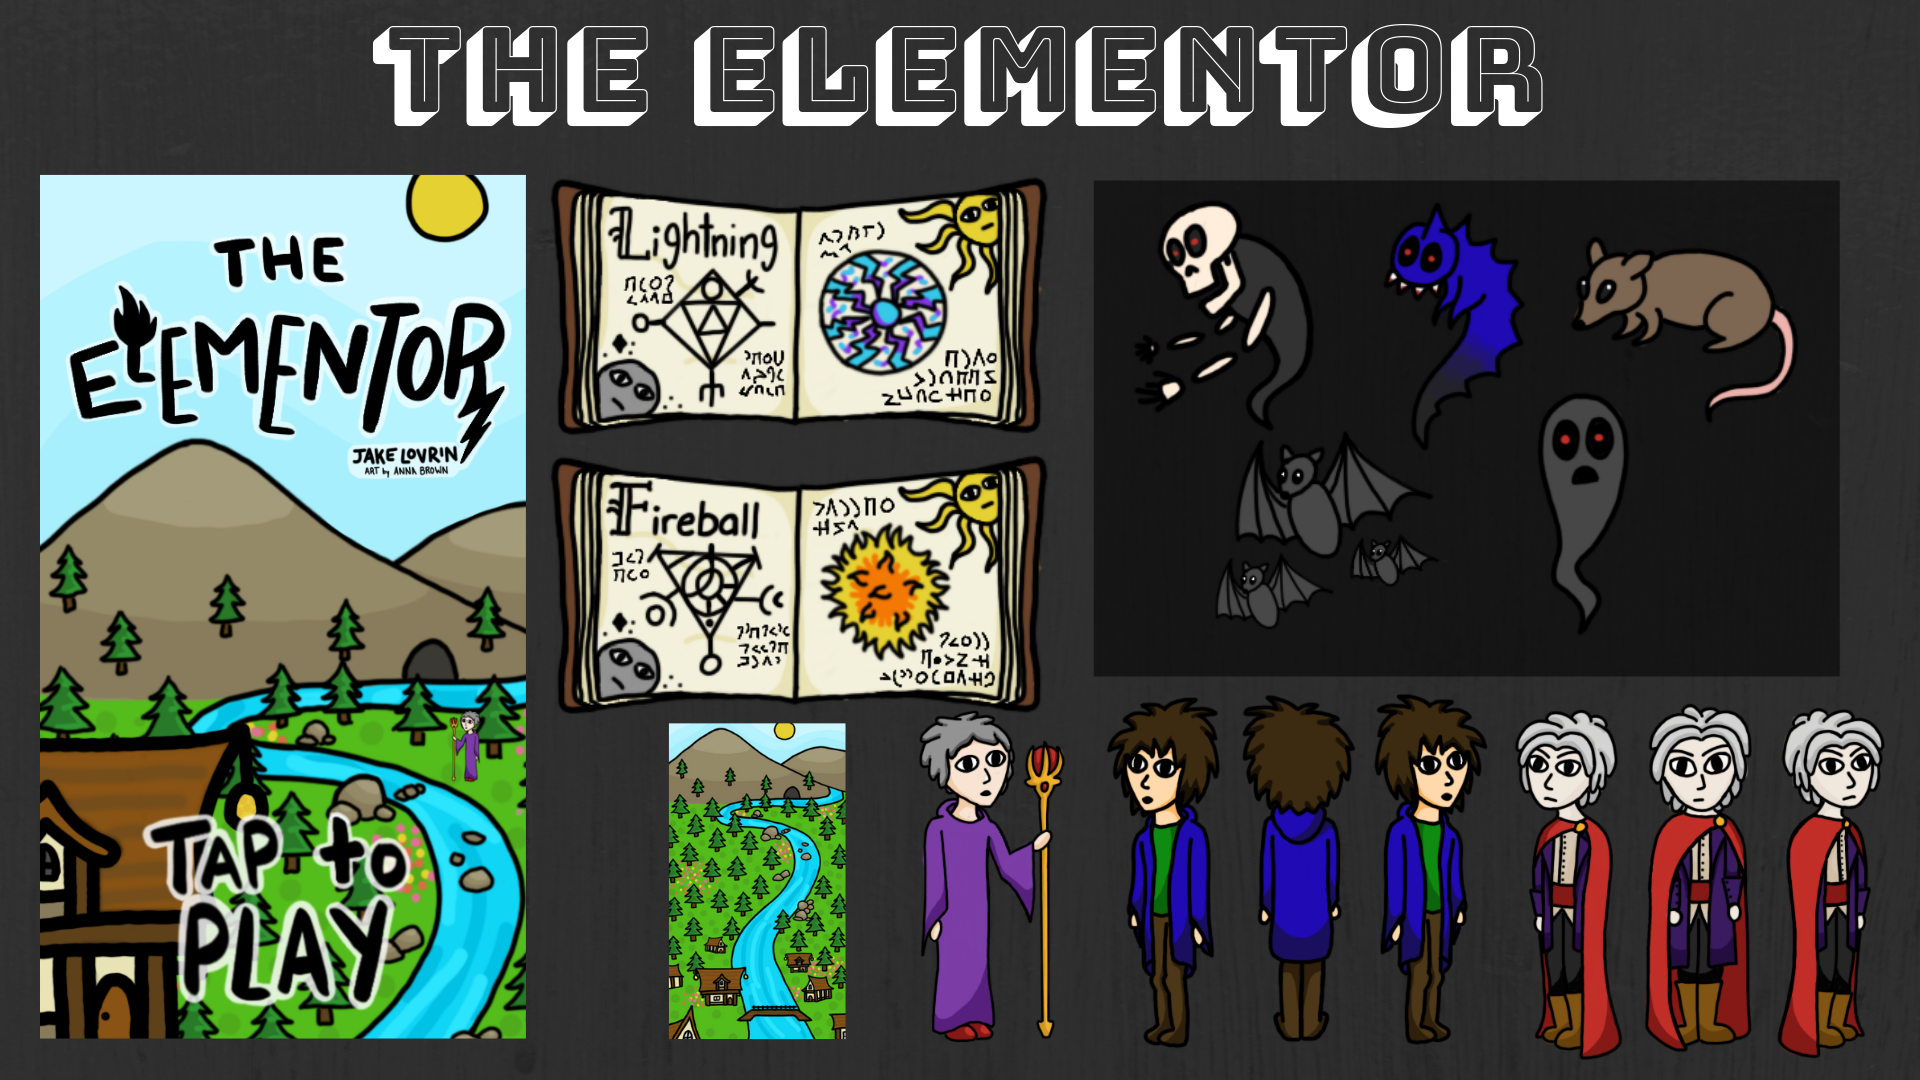 THE ELEMENTOR
THE
ELEMENTOR
JAKE LOVRIN
ART by ANNA BROWN
TAP to
PLAY
Lightning
Fireball